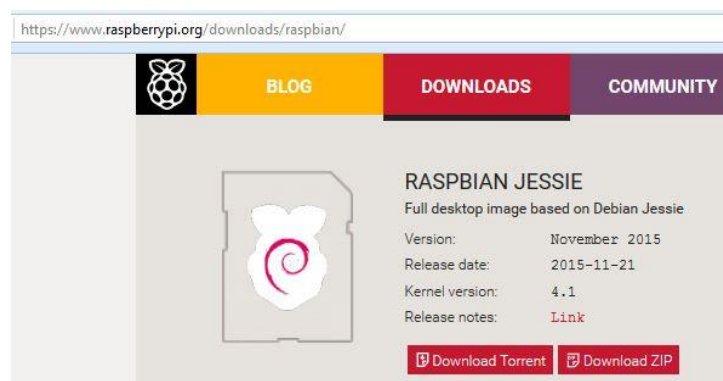 https://www.raspberrypi.org/downloads/raspbian/
BLOG DOWNLOADS COMMUNITY
RASPBIAN JESSIE
Full desktop image based on Debian Jessie
Version: November 2015
Release date: 2015-11-21
Kernel version: 4.1
Release notes: Link
Download Torrent Download ZIP